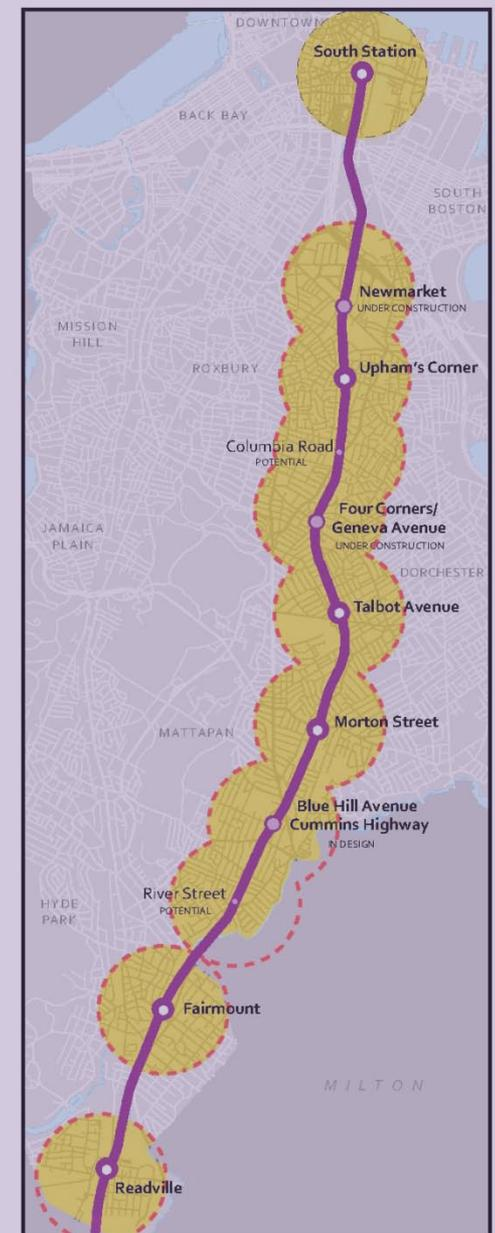 DOWNTOWN
South Station
BACK BAY
SOUTH
BOSTON
Newmarket
UNDER CONSTRUCTION
MISSION
HILL
ROXBURY
Upham's Corner
Columbia Road
POTENTIAL
Four Corners/
Geneva Avenue
UNDER CONSTRUCTION
JAMAICA
PLAIN
DORCHESTER
Talbot Avenue
Morton Street
MATTAPAN
Blue Hill Avenue
Cummins Highway
IN DESIGN
River Street
POTENTIAL
HYDE
PARK
Fairmount
MILTON
Readville